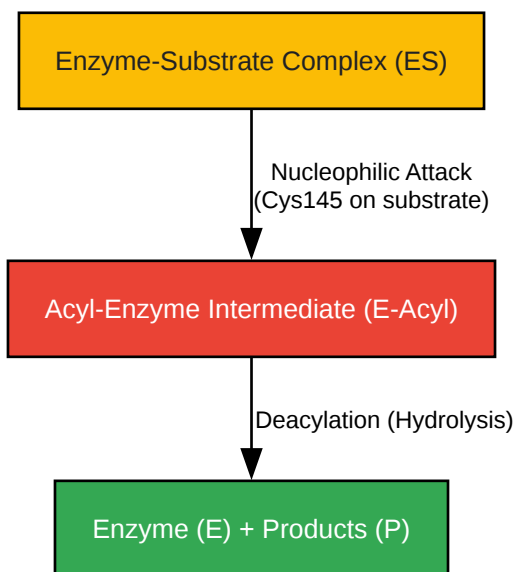 Enzyme-Substrate Complex (ES)
Nucleophilic Attack
(Cys145 on substrate)
Acyl-Enzyme Intermediate (E-Acyl)
Deacylation (Hydrolysis)
Enzyme (E) + Products (P)